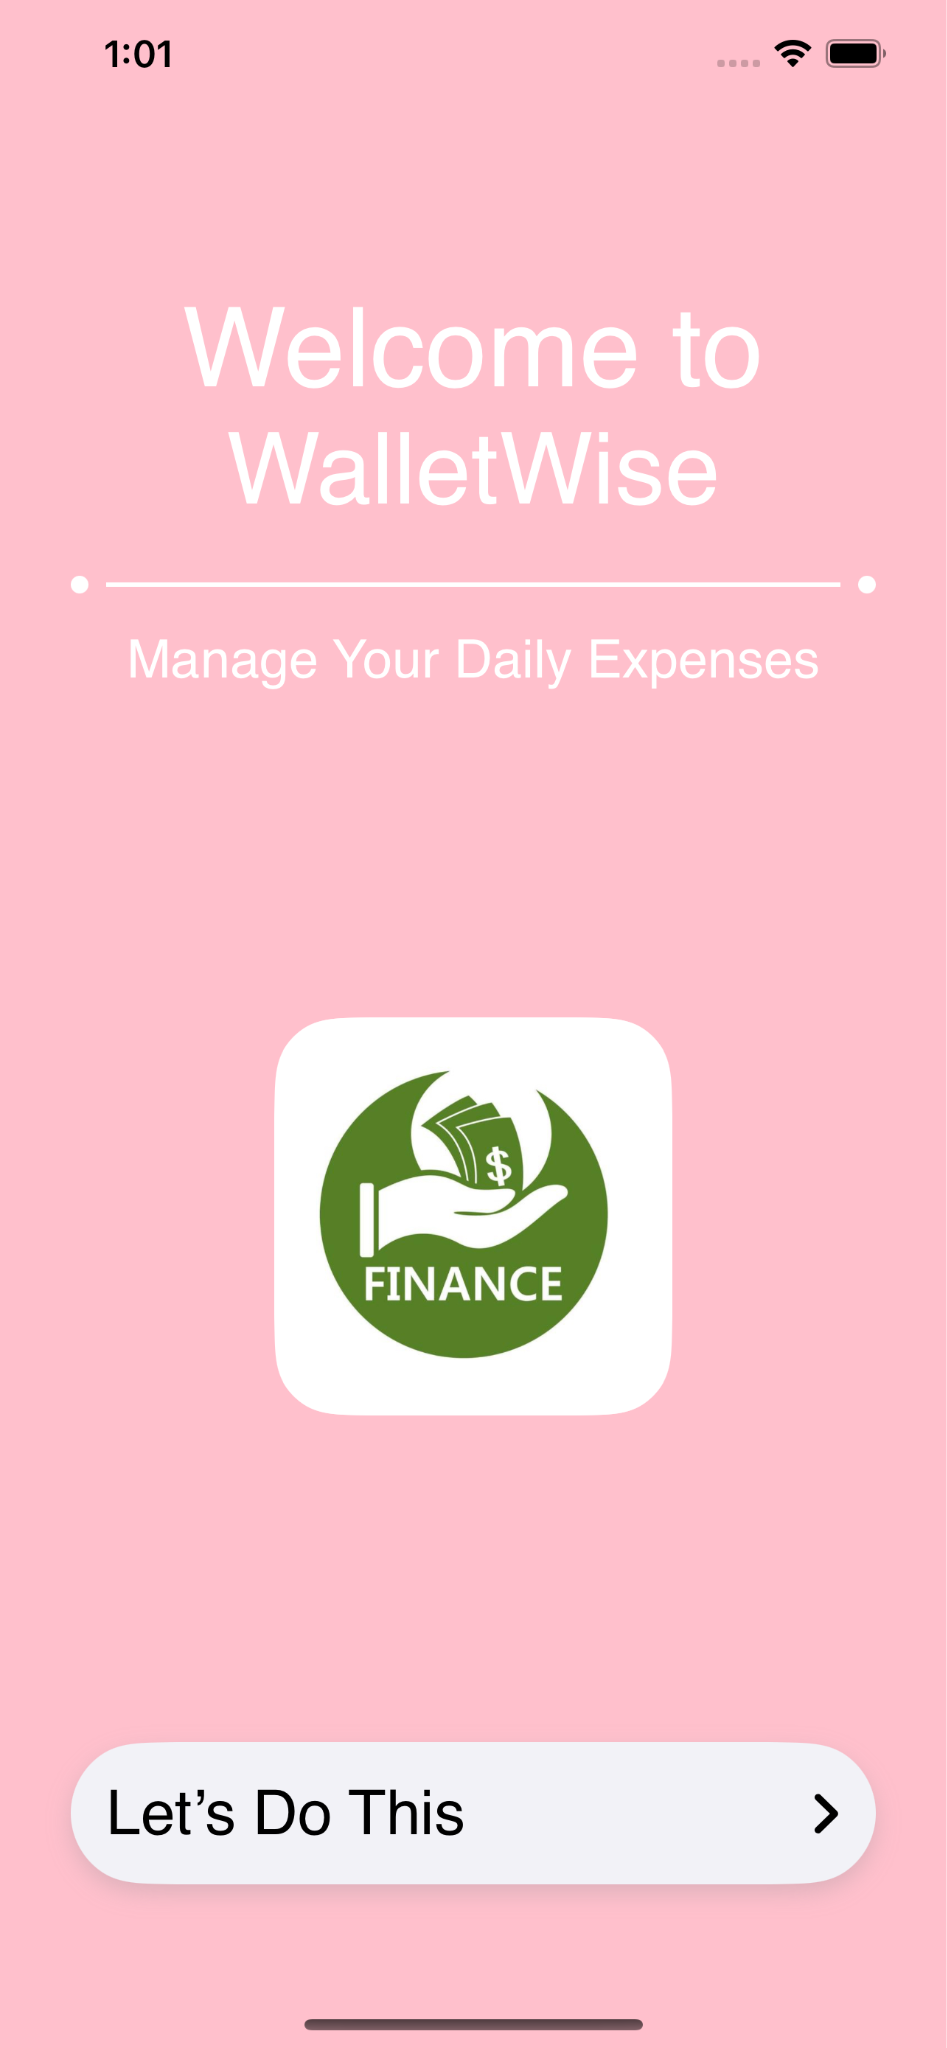 1:01
Welcome to
WalletWise
Manage Your Daily Expenses
$
FINANCE
Let’s Do This